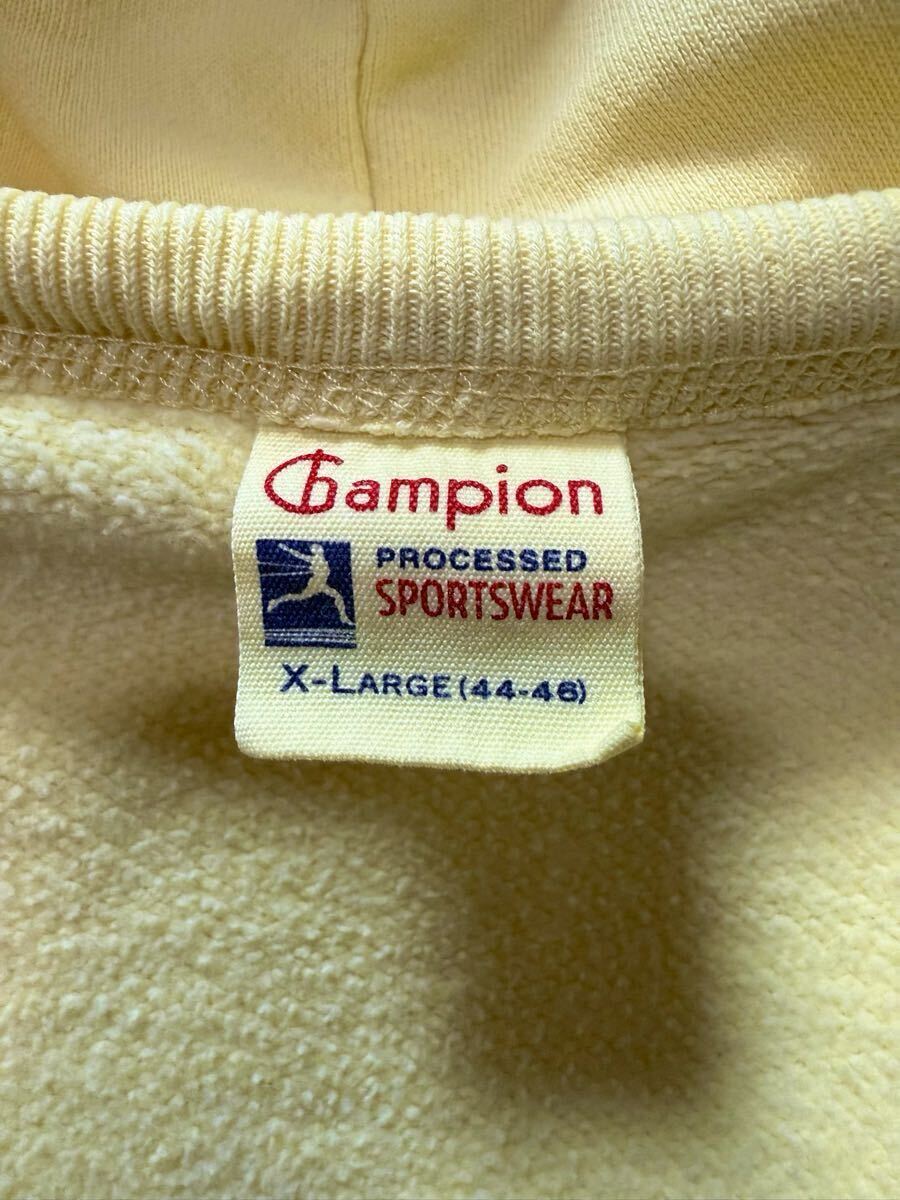 Champion
PROCESSED
SPORTSWEAR
X-LARGE (44-46)